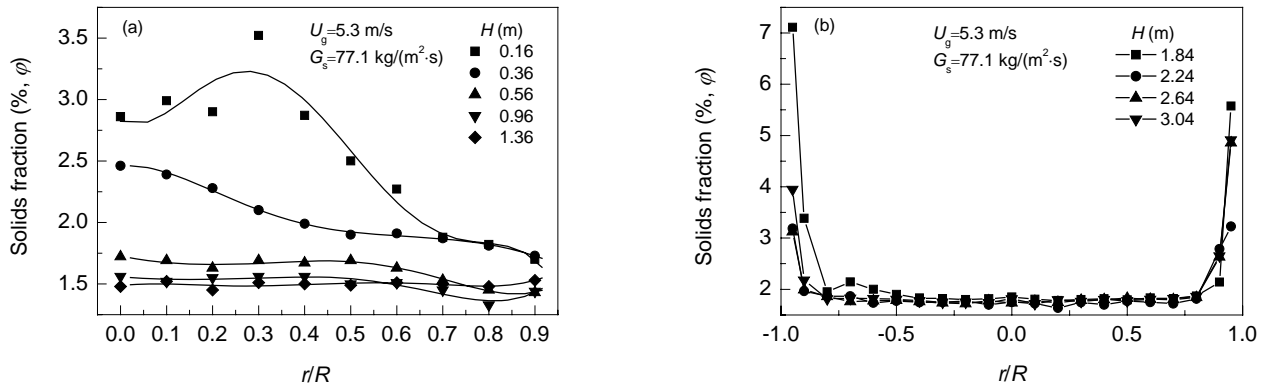 (a)
U_g=5.3 m/s
G_s=77.1 kg/(m²·s)
H (m)
0.16
0.36
0.56
0.96
1.36
3.5
3.0
2.5
2.0
1.5
Solids fraction (%, φ)
0.0 0.1 0.2 0.3 0.4 0.5 0.6 0.7 0.8 0.9
r/R
(b)
U_g=5.3 m/s
G_s=77.1 kg/(m²·s)
H (m)
1.84
2.24
2.64
3.04
7
6
5
4
3
2
Solids fraction (%, φ)
-1.0 -0.5 0.0 0.5 1.0
r/R